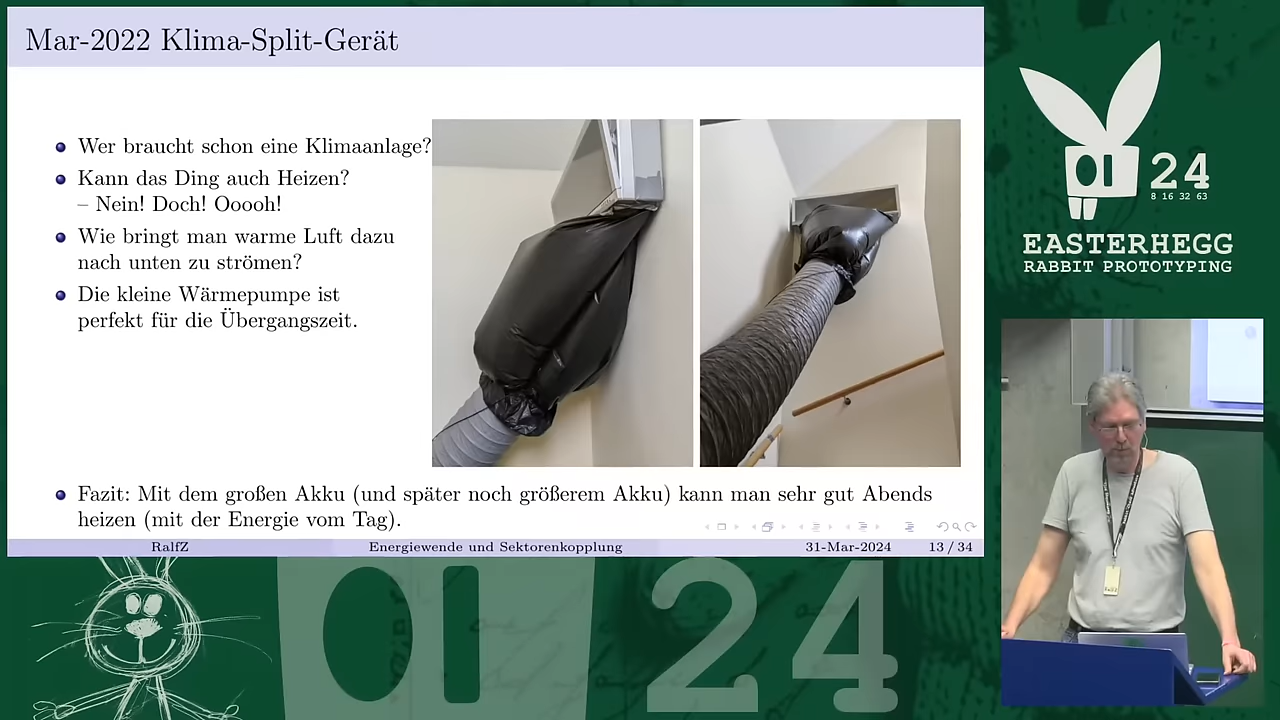 Mar-2022 Klima-Split-Gerät
Wer braucht schon eine Klimaanlage?
Kann das Ding auch Heizen?
– Nein! Doch! Ooooh!
Wie bringt man warme Luft dazu
nach unten zu strömen?
Die kleine Wärmepumpe ist
perfekt für die Übergangszeit.
Fazit: Mit dem großen Akku (und später noch größerem Akku) kann man sehr gut Abends
heizen (mit der Energie vom Tag).
RalfZ
Energiewende und Sektorenkopplung
31-Mar-2024
13 / 34
24
8 16 32 63
EASTERHEGG
RABBIT PROTOTYPING
24